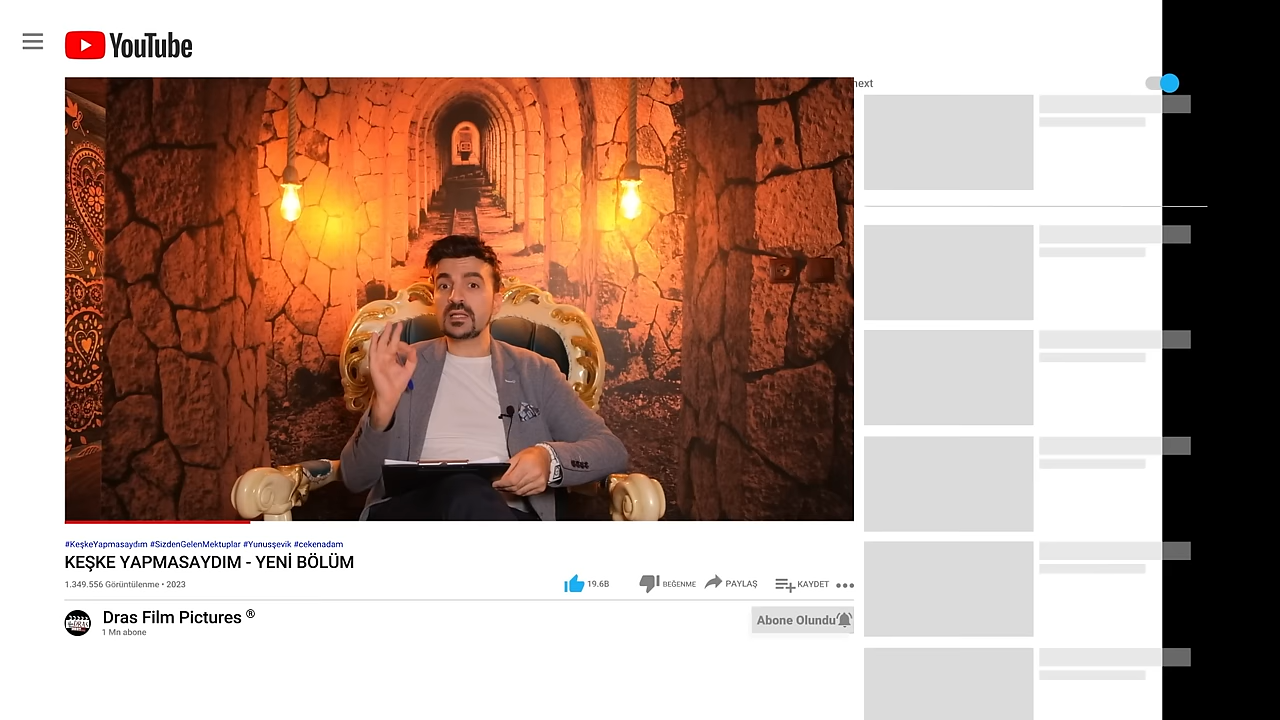 YouTube
next
#KeşkeYapmasaydım #SizdenGelenMektuplar #Yunusşevik #cekenadam
KEŞKE YAPMASAYDIM - YENİ BÖLÜM
1.349.556 Görüntülenme • 2023
19.6B
BEĞENME
PAYLAŞ
KAYDET
Dras Film Pictures ®
1 Mn abone
Abone Olundu